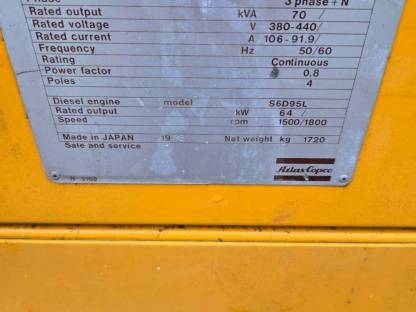 Phase 3 phase + N
Rated output kVA 70 /
Rated voltage V 380-440/
Rated current A 106-91.9/
Frequency Hz 50/60
Rating Continuous
Power factor 0.8
Poles 4
Diesel engine model S6D95L
Rated output kW 64 /
Speed rpm 1500/1800
Made in JAPAN 19 Net weight kg 1720
Sale and service
Atlas Copco
N-3160